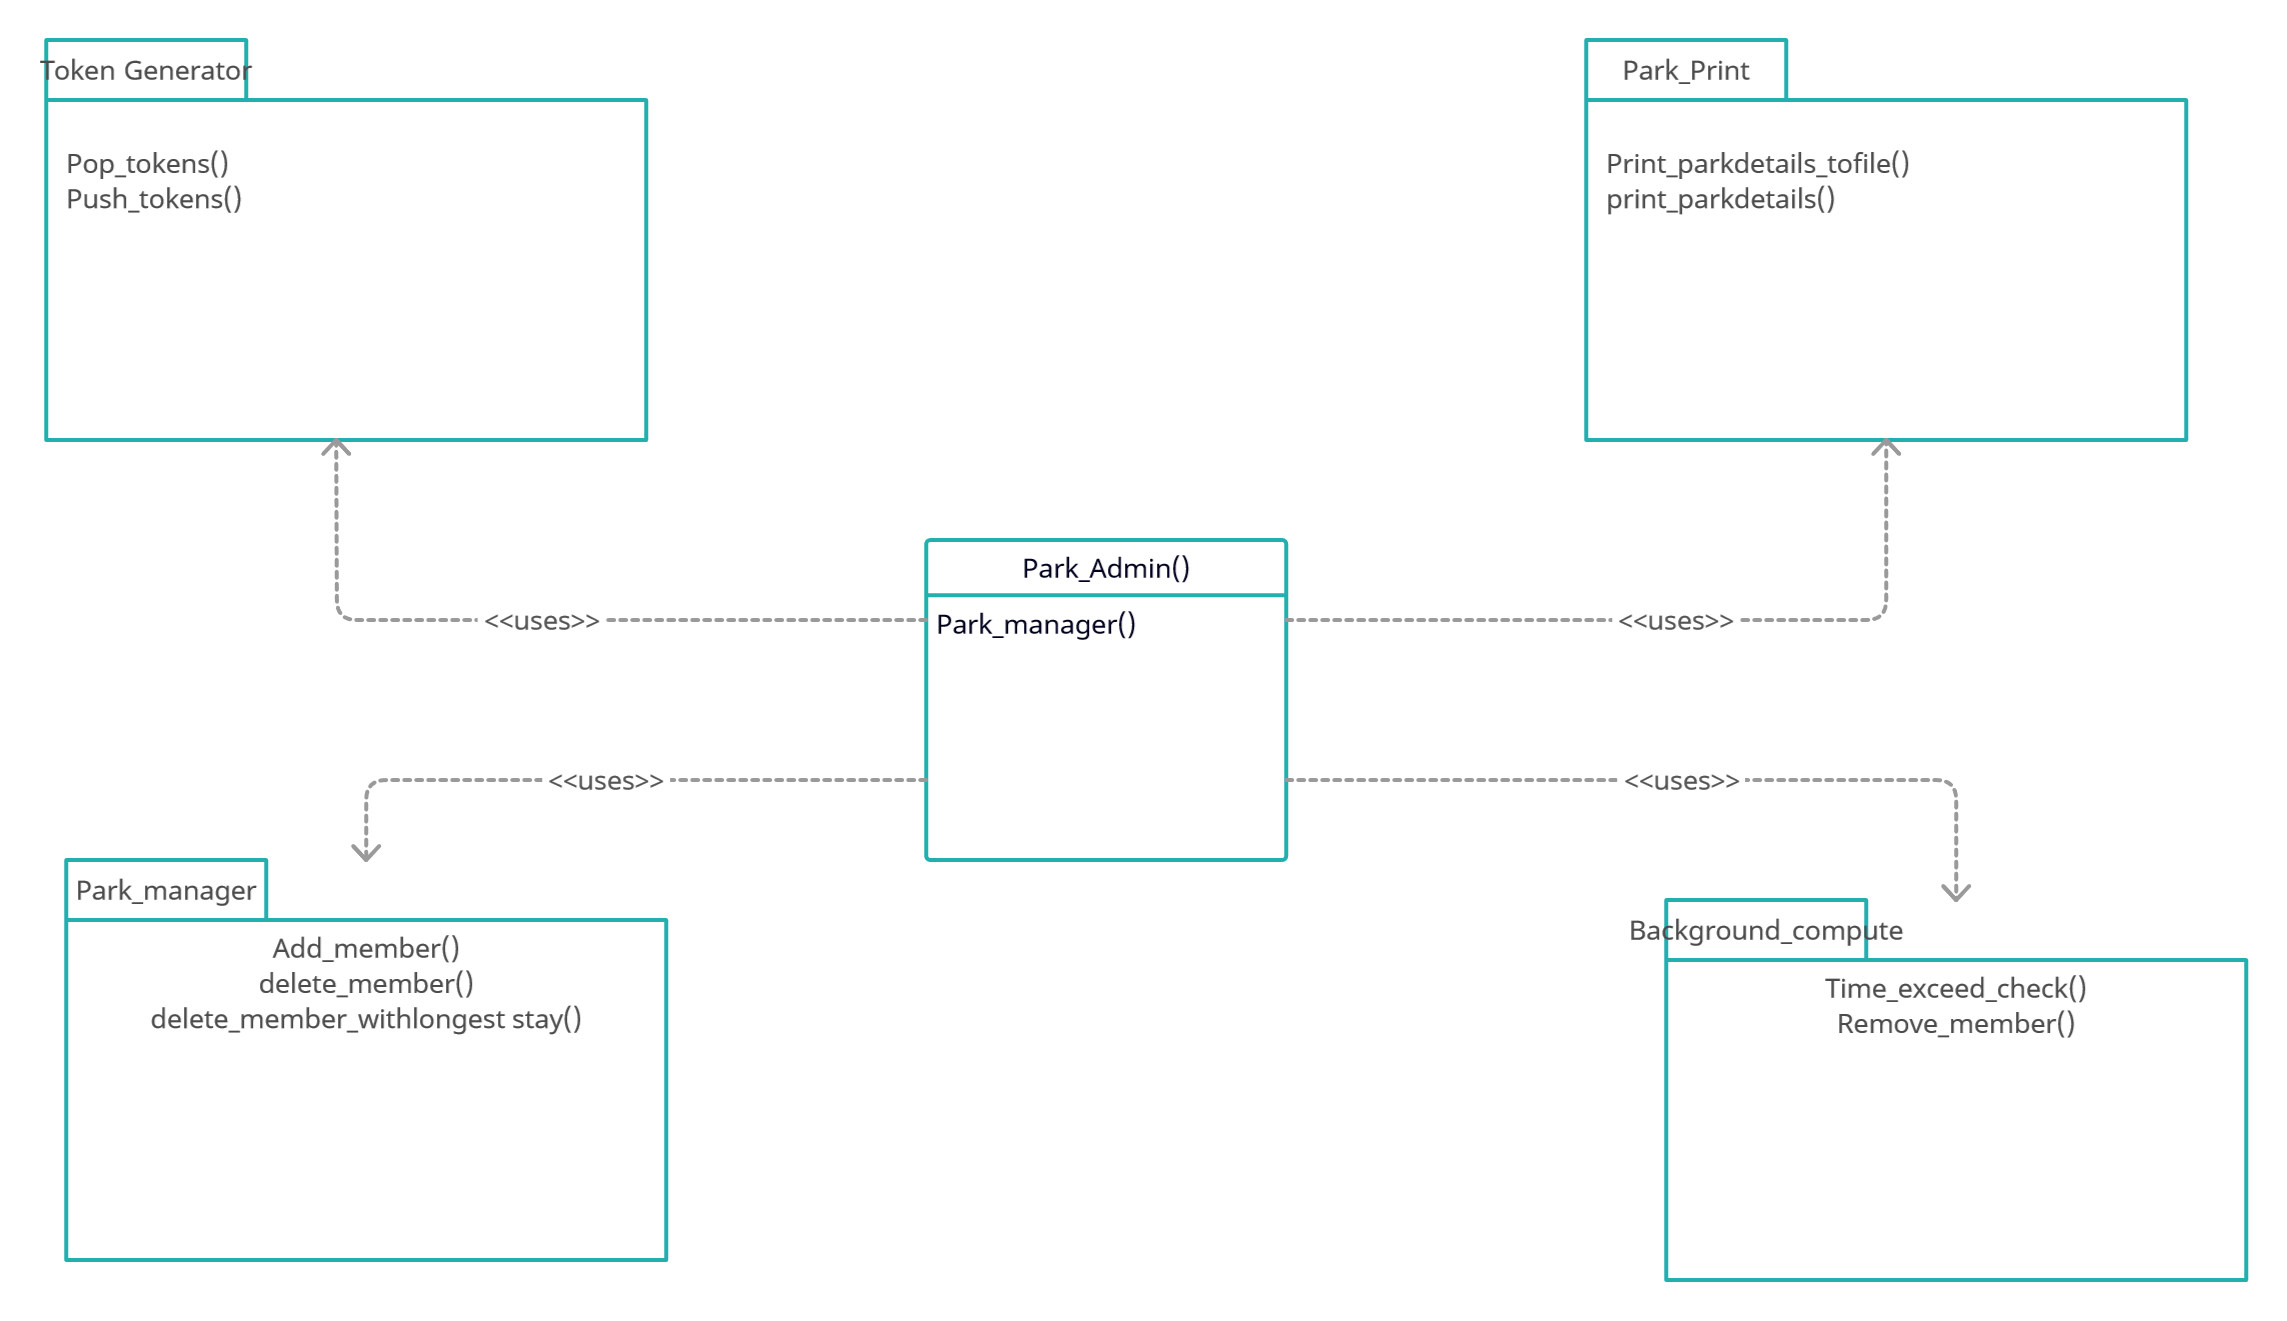 Token Generator
Pop_tokens()
Push_tokens()
Park_Print
Print_parkdetails_tofile()
print_parkdetails()
Park_Admin()
Park_manager()
<<uses>>
<<uses>>
<<uses>>
<<uses>>
Park_manager
Add_member()
delete_member()
delete_member_withlongest stay()
Background_compute
Time_exceed_check()
Remove_member()